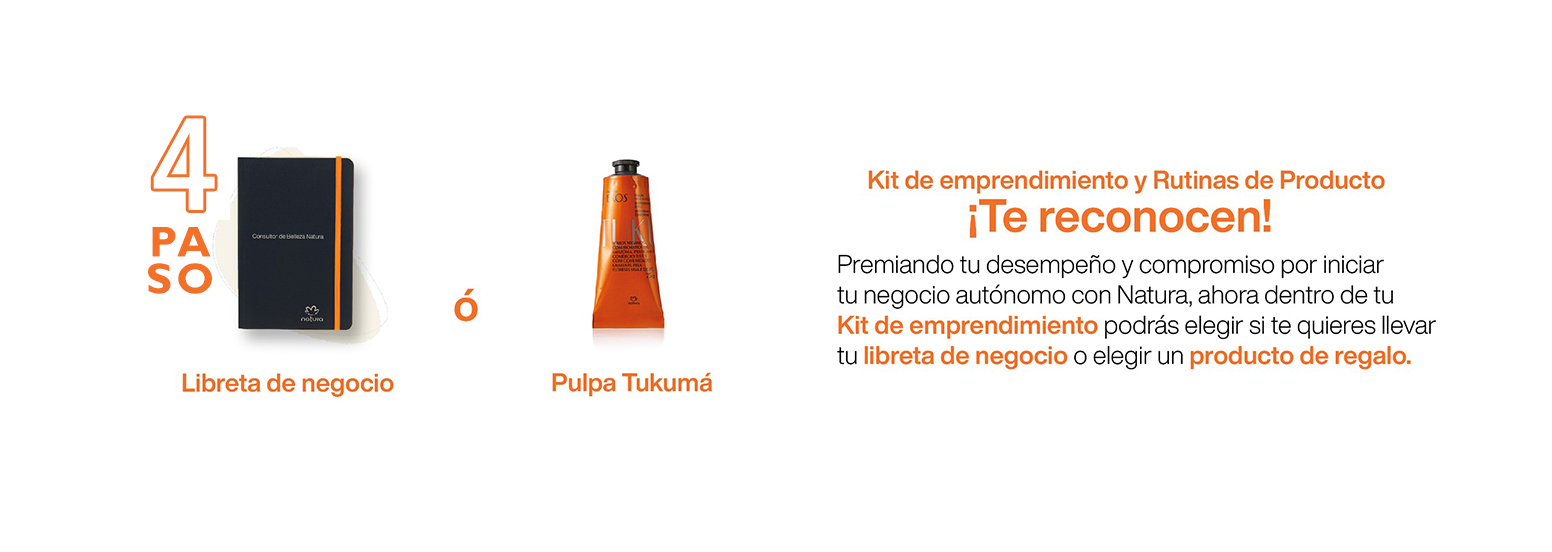 4
PA
SO
Consultor de Belleza Natura
natura
Libreta de negocio
ó
Pulpa Tukumá
Kit de emprendimiento y Rutinas de Producto
¡Te reconocen!
Premiando tu desempeño y compromiso por iniciar
tu negocio autónomo con Natura, ahora dentro de tu
Kit de emprendimiento podrás elegir si te quieres llevar
tu libreta de negocio o elegir un producto de regalo.